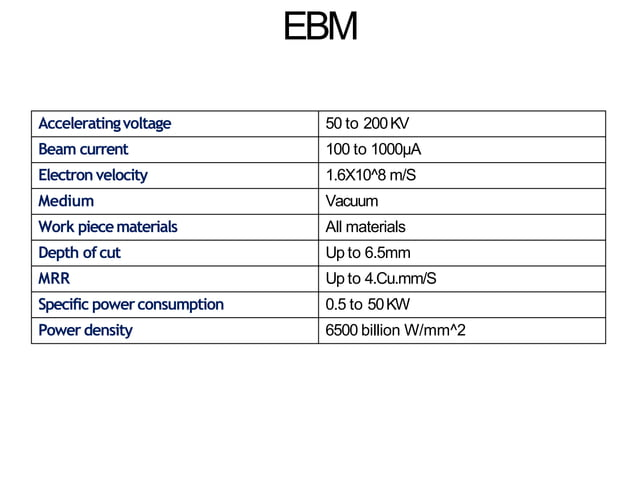 EBM
Accelerating voltage 50 to 200 KV
Beam current 100 to 1000µA
Electron velocity 1.6X10^8 m/S
Medium Vacuum
Work piece materials All materials
Depth of cut Up to 6.5mm
MRR Up to 4.Cu.mm/S
Specific power consumption 0.5 to 50 KW
Power density 6500 billion W/mm^2